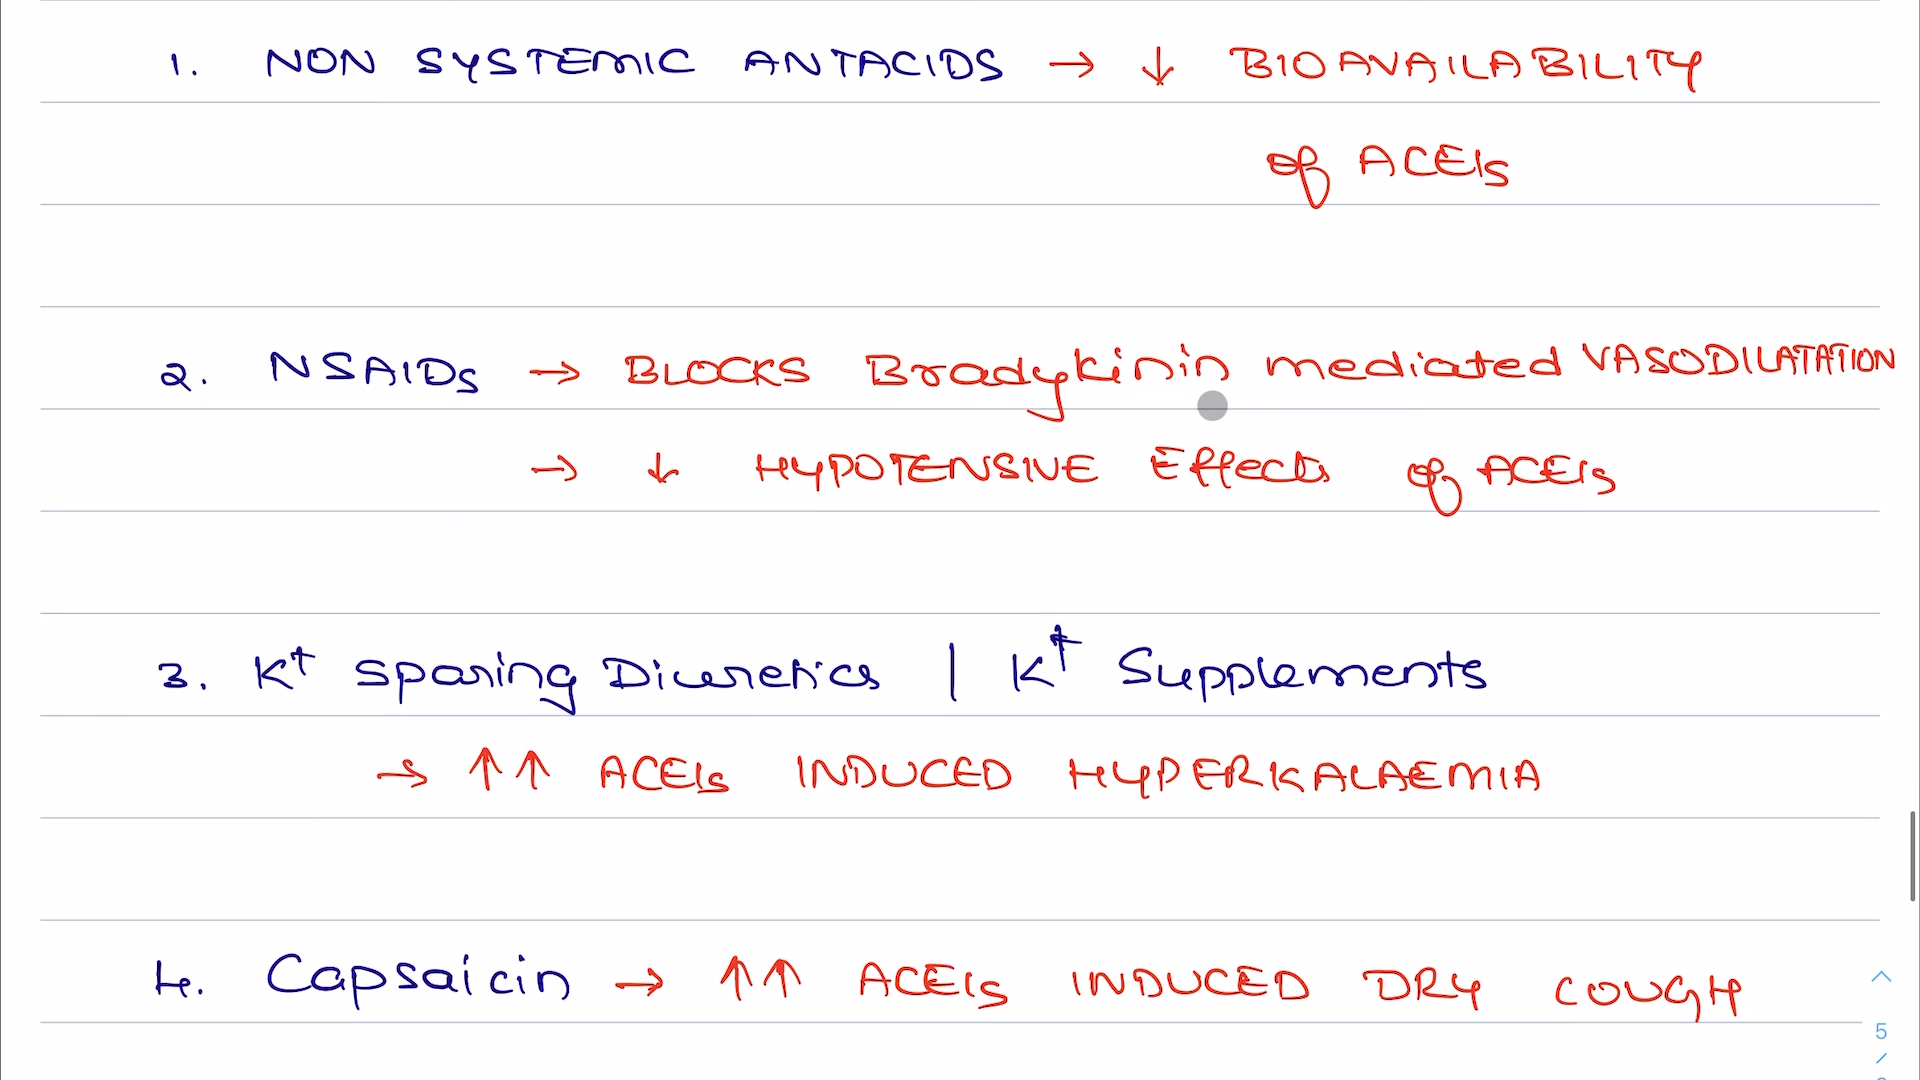 1. NON SYSTEMIC ANTACIDS → ↓ BIOAVAILABILITY
of ACEIs
2. NSAIDs → BLOCKS Bradykinin mediated VASODILATATION
→ ↓ HYPOTENSIVE Effects of ACEIs
3. K⁺ Sparing Diuretics | K⁺ Supplements
→ ↑↑ ACEIs INDUCED HYPERKALAEMIA
4. Capsaicin → ↑↑ ACEIs INDUCED DRY COUGH
5